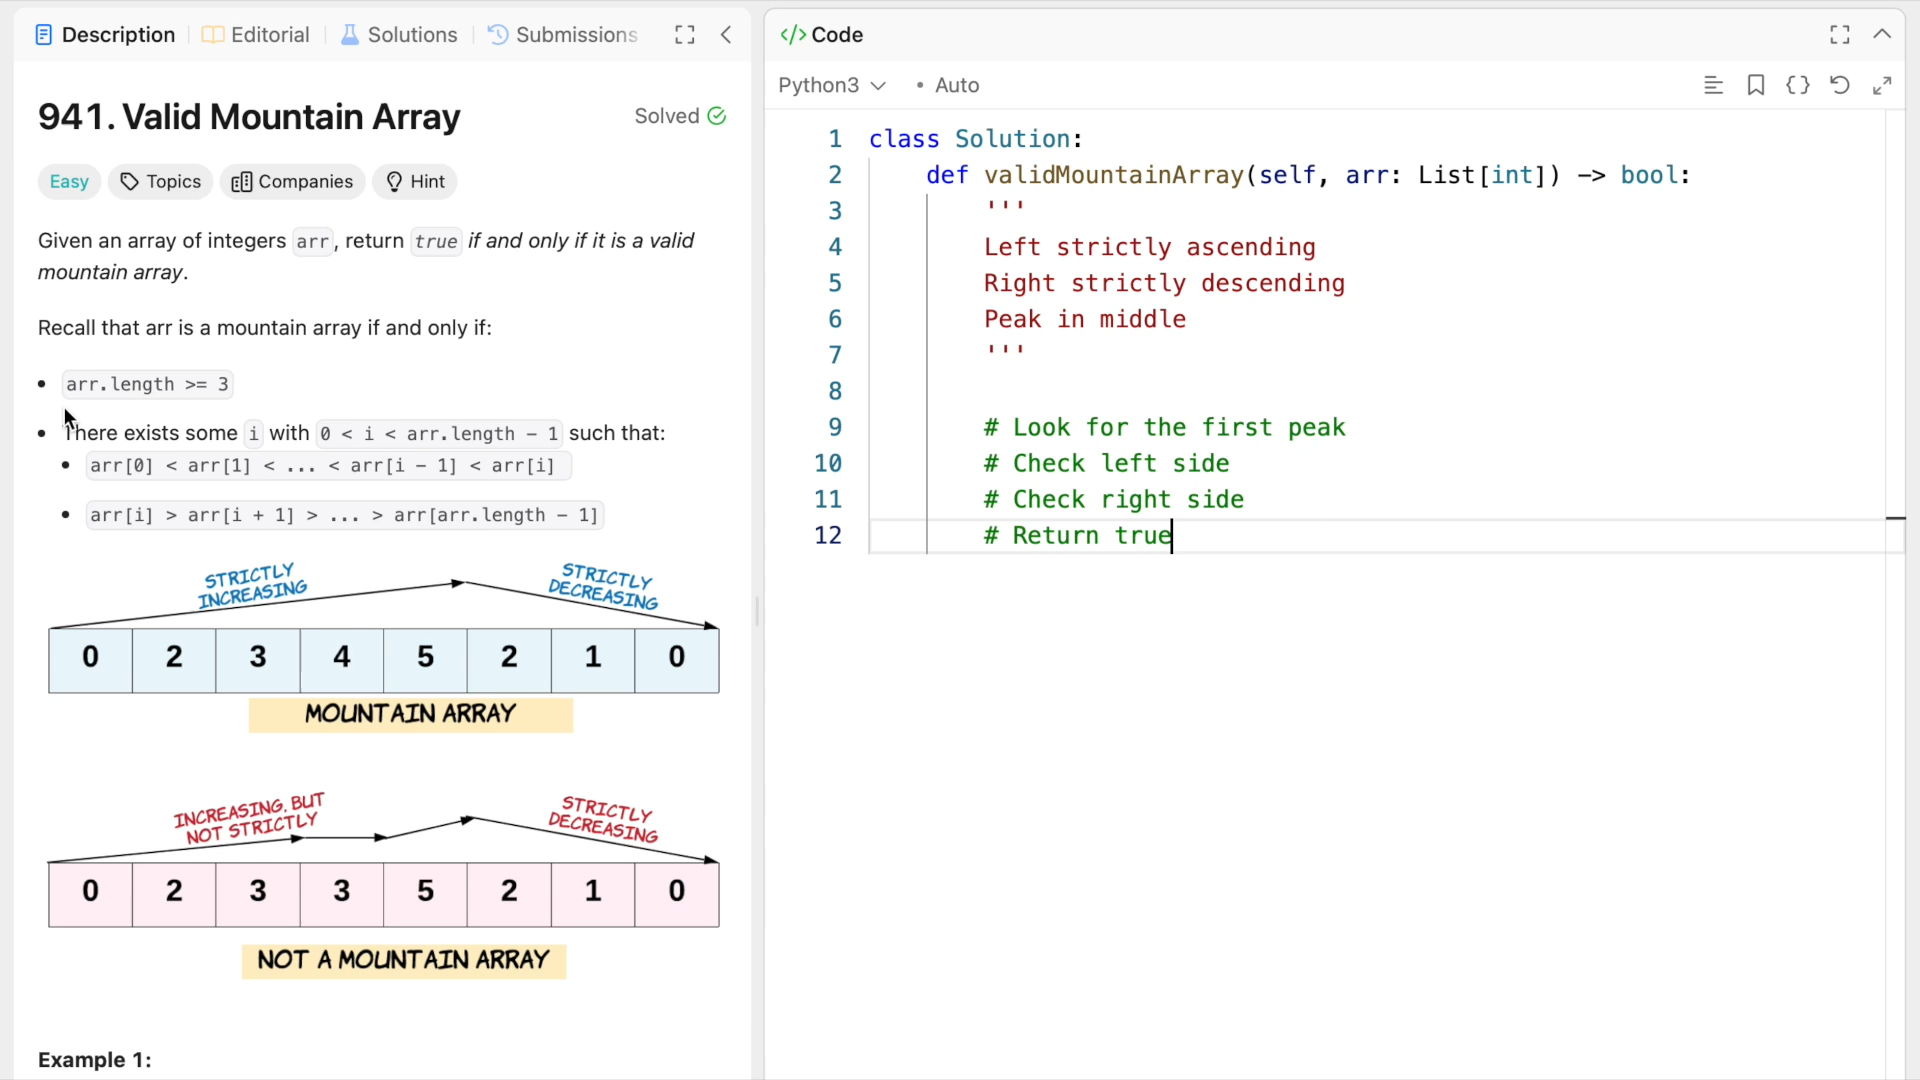 Description
Editorial
Solutions
Submissions
941. Valid Mountain Array
Solved
Easy
Topics
Companies
Hint
Given an array of integers arr, return true if and only if it is a valid
mountain array.
Recall that arr is a mountain array if and only if:
arr.length >= 3
There exists some i with 0 < i < arr.length - 1 such that:
arr[0] < arr[1] < ... < arr[i - 1] < arr[i]
arr[i] > arr[i + 1] > ... > arr[arr.length - 1]
STRICTLY
INCREASING
STRICTLY
DECREASING
0 2 3 4 5 2 1 0
MOUNTAIN ARRAY
INCREASING, BUT
NOT STRICTLY
STRICTLY
DECREASING
0 2 3 3 5 2 1 0
NOT A MOUNTAIN ARRAY
Example 1:
</> Code
Python3 • Auto
1 class Solution:
2 def validMountainArray(self, arr: List[int]) -> bool:
3 '''
4 Left strictly ascending
5 Right strictly descending
6 Peak in middle
7 '''
8
9 # Look for the first peak
10 # Check left side
11 # Check right side
12 # Return true